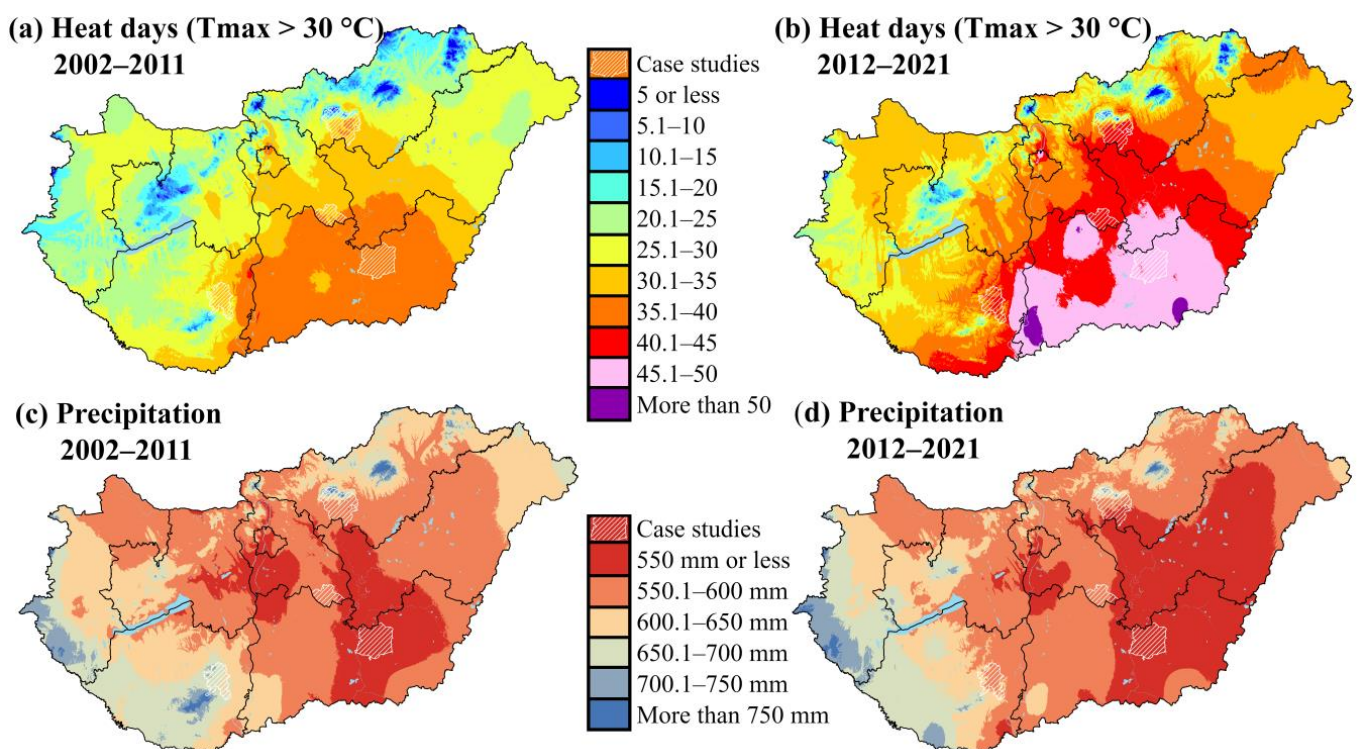 (a) Heat days (Tmax > 30 °C)
2002–2011
(b) Heat days (Tmax > 30 °C)
2012–2021
Case studies
5 or less
5.1–10
10.1–15
15.1–20
20.1–25
25.1–30
30.1–35
35.1–40
40.1–45
45.1–50
More than 50
(c) Precipitation
2002–2011
(d) Precipitation
2012–2021
Case studies
550 mm or less
550.1–600 mm
600.1–650 mm
650.1–700 mm
700.1–750 mm
More than 750 mm